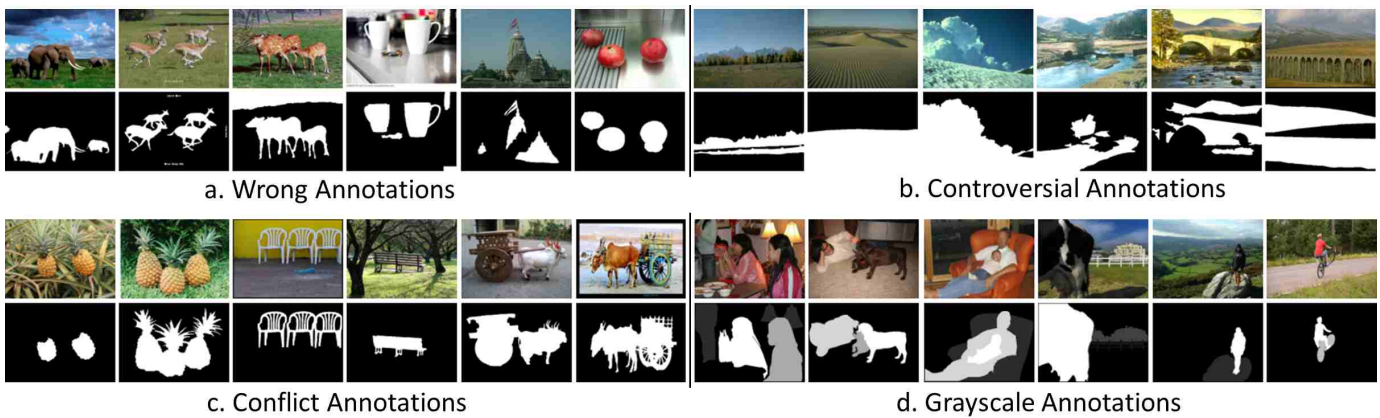 a. Wrong Annotations
b. Controversial Annotations
c. Conflict Annotations
d. Grayscale Annotations